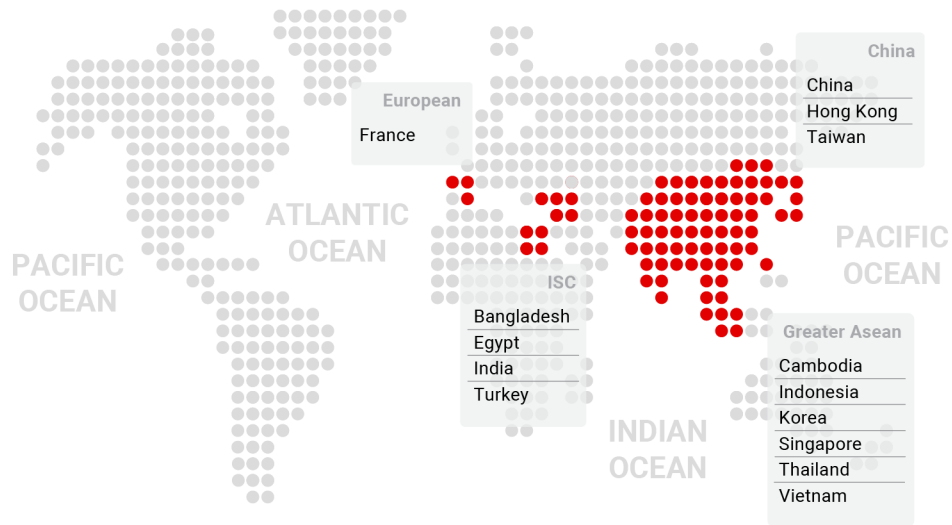 China
China
Hong Kong
Taiwan
European
France
ATLANTIC
OCEAN
PACIFIC
OCEAN
PACIFIC
OCEAN
ISC
Bangladesh
Egypt
India
Turkey
Greater Asean
Cambodia
Indonesia
Korea
Singapore
Thailand
Vietnam
INDIAN
OCEAN